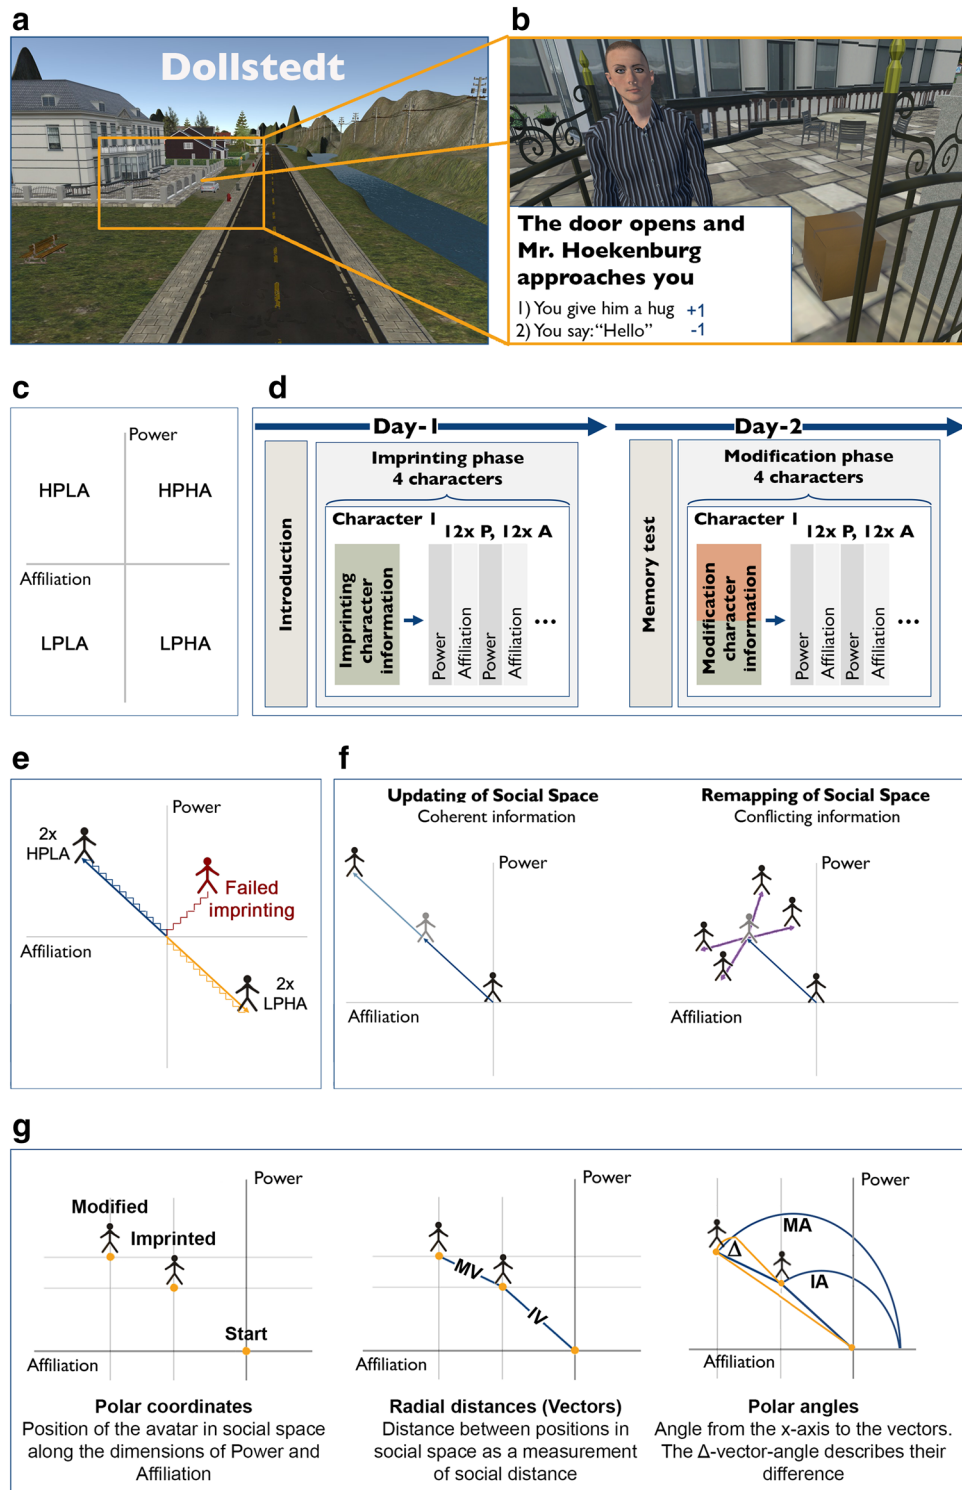 a
b
Dollstedt
The door opens and
Mr. Hoekenburg
approaches you
1) You give him a hug +1
2) You say: "Hello" -1
c
d
Power
HPLA HPHA
Affiliation
LPLA LPHA
Day-1
Introduction
Imprinting phase
4 characters
Character 1
12x P, 12x A
Imprinting
character
information
Power
Affiliation
Power
Affiliation
...
Day-2
Memory test
Modification phase
4 characters
Character 1
12x P, 12x A
Modification
character
information
Power
Affiliation
Power
Affiliation
...
e
f
Power
2x
HPLA
Failed
imprinting
Affiliation
2x
LPHA
Updating of Social Space
Coherent information
Power
Affiliation
Remapping of Social Space
Conflicting information
Power
Affiliation
g
Power
Modified
Imprinted
Start
Affiliation
Polar coordinates
Position of the avatar in social space
along the dimensions of Power and
Affiliation
Power
MV
IV
Affiliation
Radial distances (Vectors)
Distance between positions in
social space as a measurement
of social distance
Power
MA
Δ
IA
Affiliation
Polar angles
Angle from the x-axis to the vectors.
The Δ-vector-angle describes their
difference